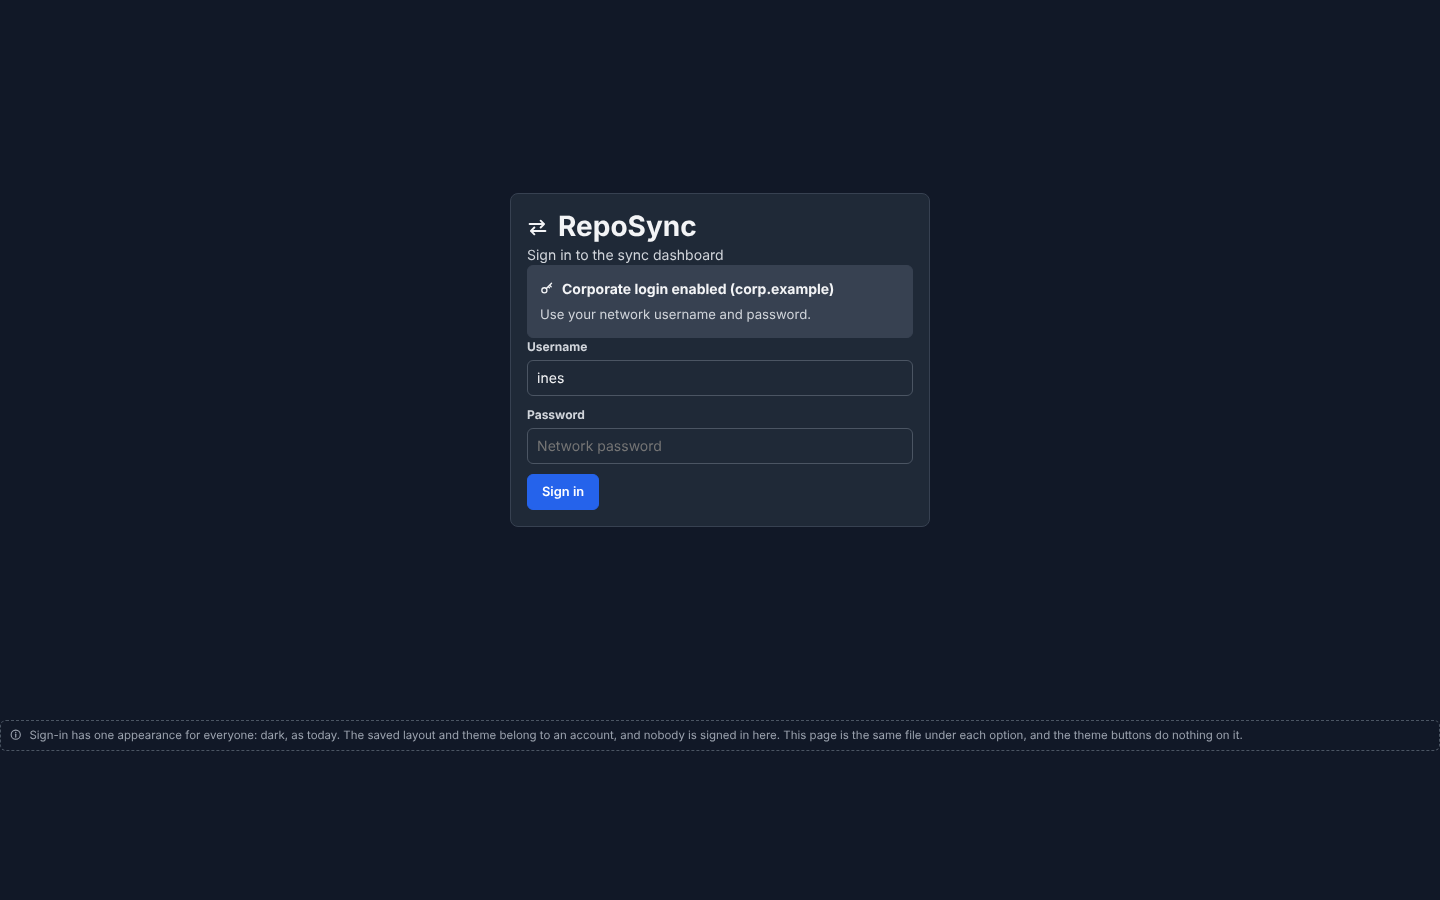 RepoSync
Sign in to the sync dashboard
Corporate login enabled (corp.example)
Use your network username and password.
Username
ines
Password
Network password
Sign in
Sign-in has one appearance for everyone: dark, as today. The saved layout and theme belong to an account, and nobody is signed in here. This page is the same file under each option, and the theme buttons do nothing on it.